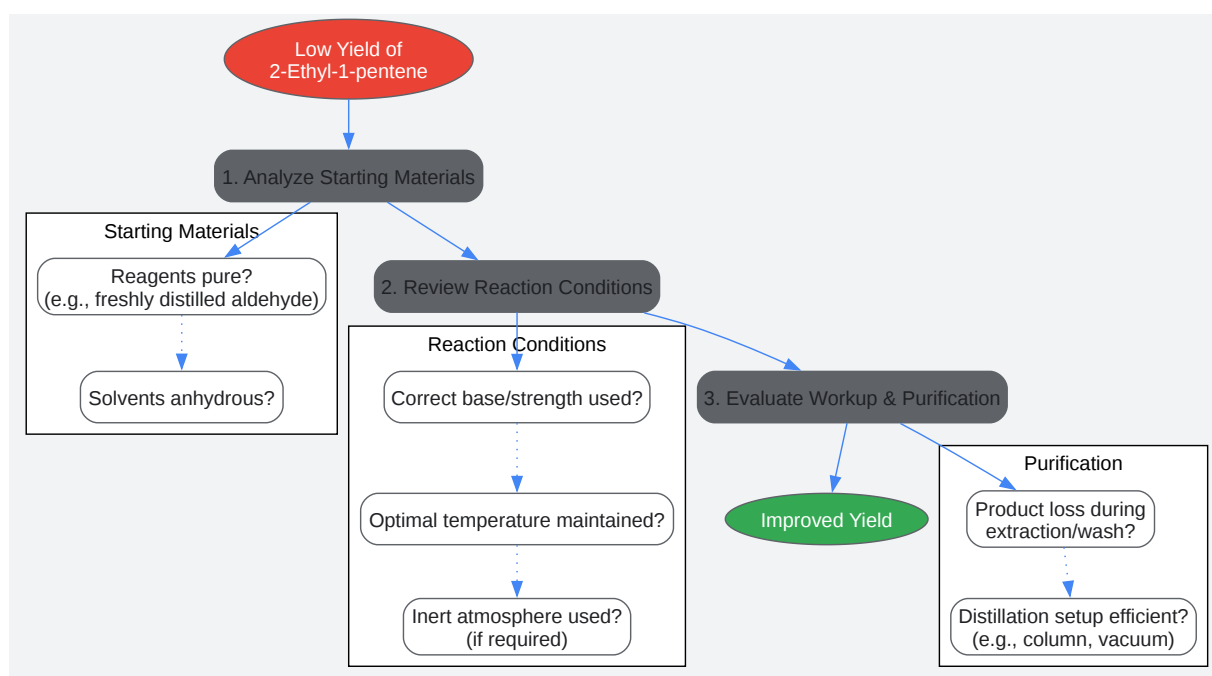 Low Yield of
2-Ethyl-1-pentene
1. Analyze Starting Materials
Starting Materials
Reagents pure?
(e.g., freshly distilled aldehyde)
Solvents anhydrous?
2. Review Reaction Conditions
Reaction Conditions
Correct base/strength used?
Optimal temperature maintained?
Inert atmosphere used?
(if required)
3. Evaluate Workup & Purification
Improved Yield
Purification
Product loss during
extraction/wash?
Distillation setup efficient?
(e.g., column, vacuum)